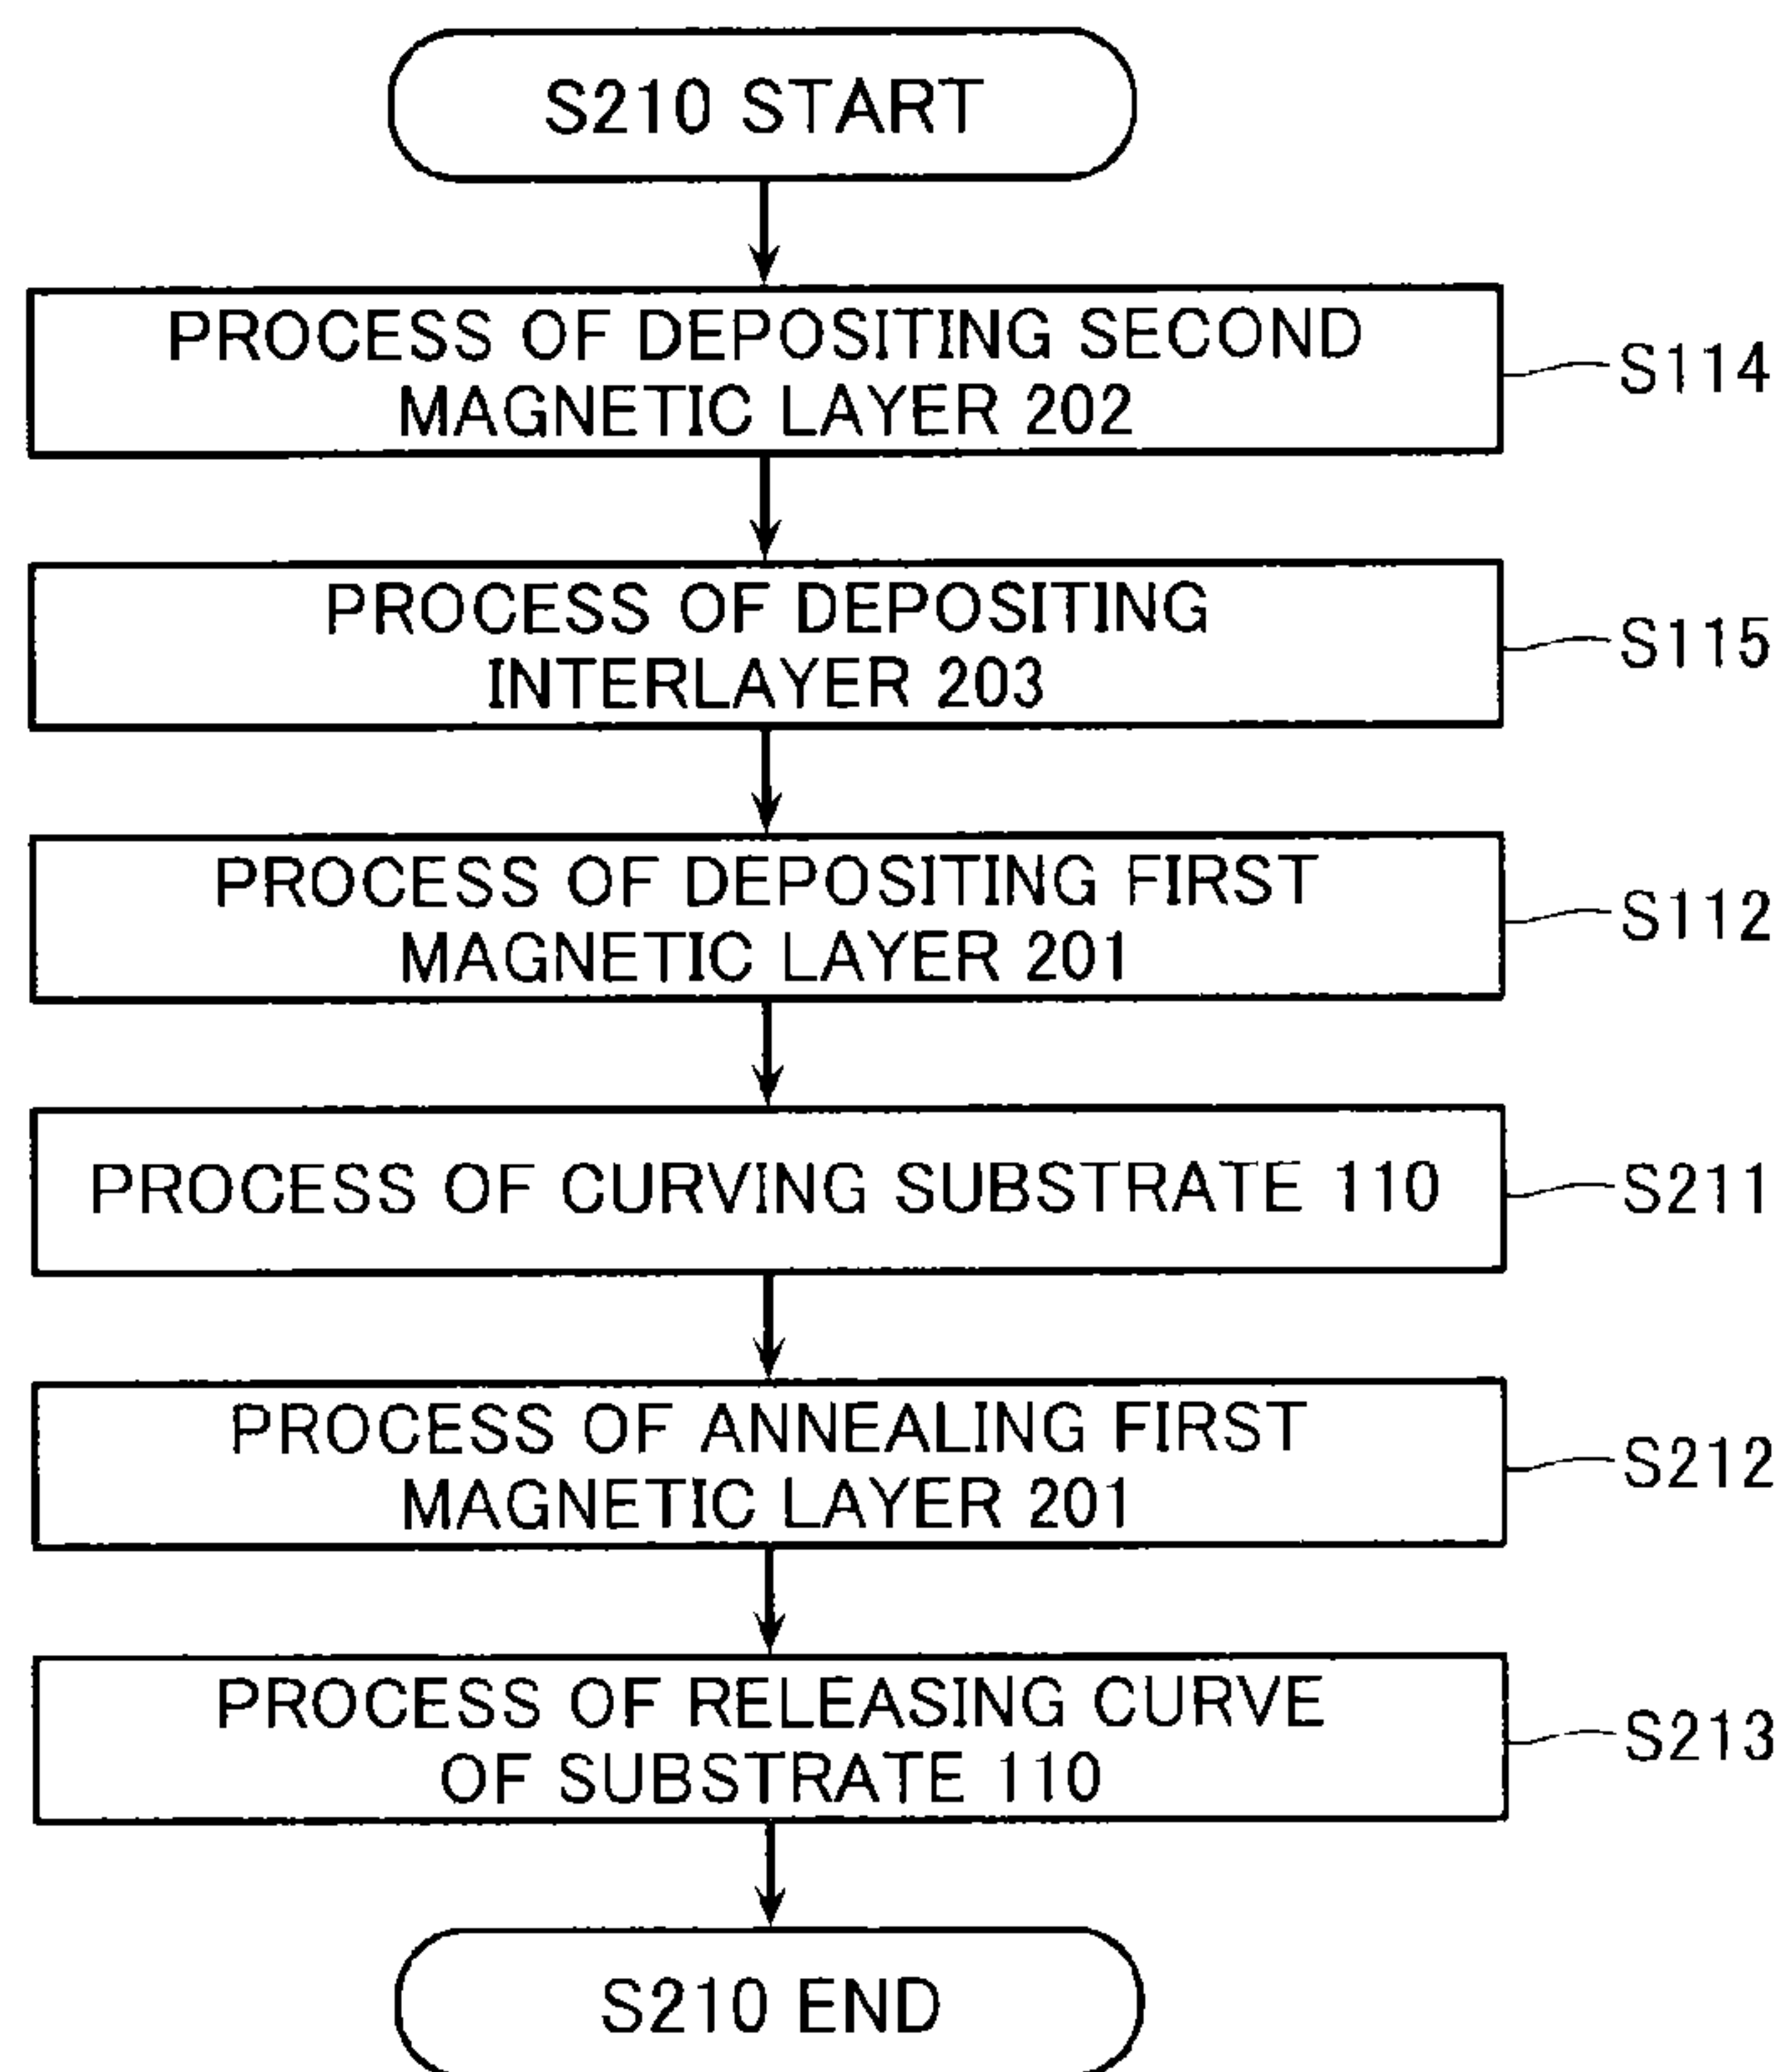 S210 START
PROCESS OF DEPOSITING SECOND
MAGNETIC LAYER 202
S114
PROCESS OF DEPOSITING
INTERLAYER 203
S115
PROCESS OF DEPOSITING FIRST
MAGNETIC LAYER 201
S112
PROCESS OF CURVING SUBSTRATE 110
S211
PROCESS OF ANNEALING FIRST
MAGNETIC LAYER 201
S212
PROCESS OF RELEASING CURVE
OF SUBSTRATE 110
S213
S210 END